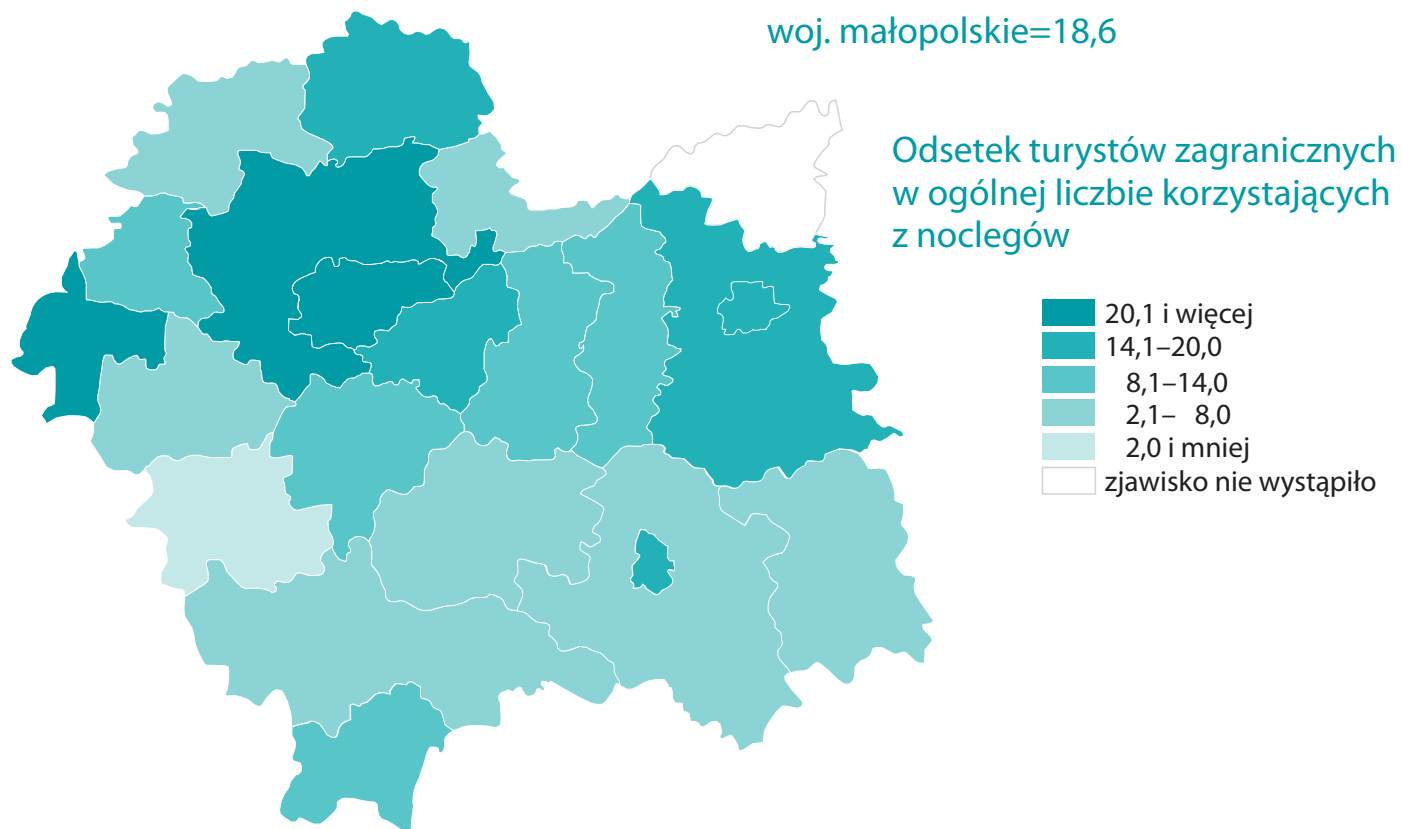 woj. małopolskie=18,6
Odsetek turystów zagranicznych
w ogólnej liczbie korzystających
z noclegów
20,1 i więcej
14,1–20,0
8,1–14,0
2,1– 8,0
2,0 i mniej
zjawisko nie wystąpiło